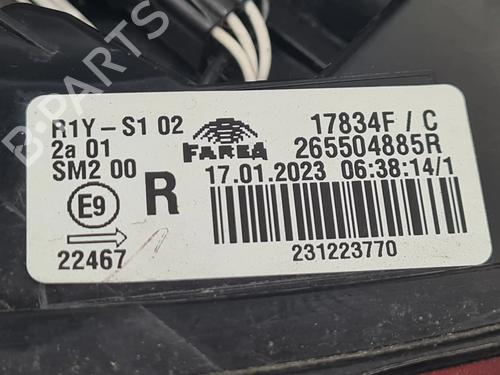 B-PARTS
R1Y-S1 02
2a 01
SM2 00
E9
22467
R
FAREA
17834F / C
265504885R
17.01.2023 06:38:14/1
231223770